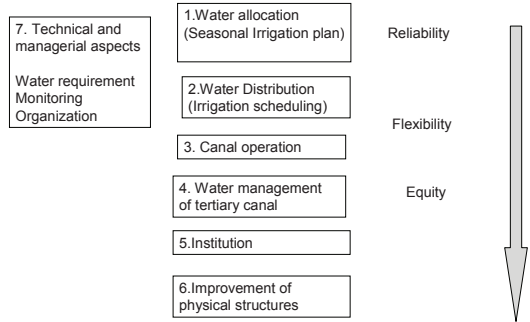 7. Technical and
managerial aspects
Water requirement
Monitoring
Organization
1.Water allocation
(Seasonal Irrigation plan)
Reliability
2.Water Distribution
(Irrigation scheduling)
Flexibility
3. Canal operation
4. Water management
of tertiary canal
Equity
5.Institution
6.Improvement of
physical structures